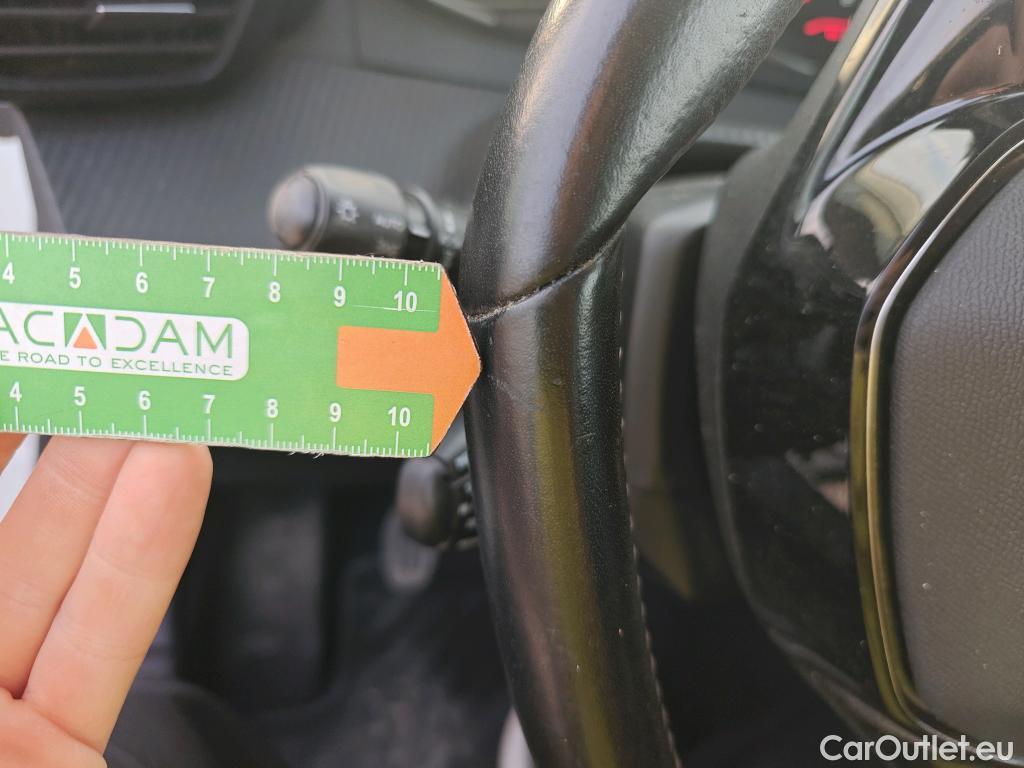 AUTO
4 5 6 7 8 9 10
ACADAM
E ROAD TO EXCELLENCE
4 5 6 7 8 9 10
CarOutlet.eu